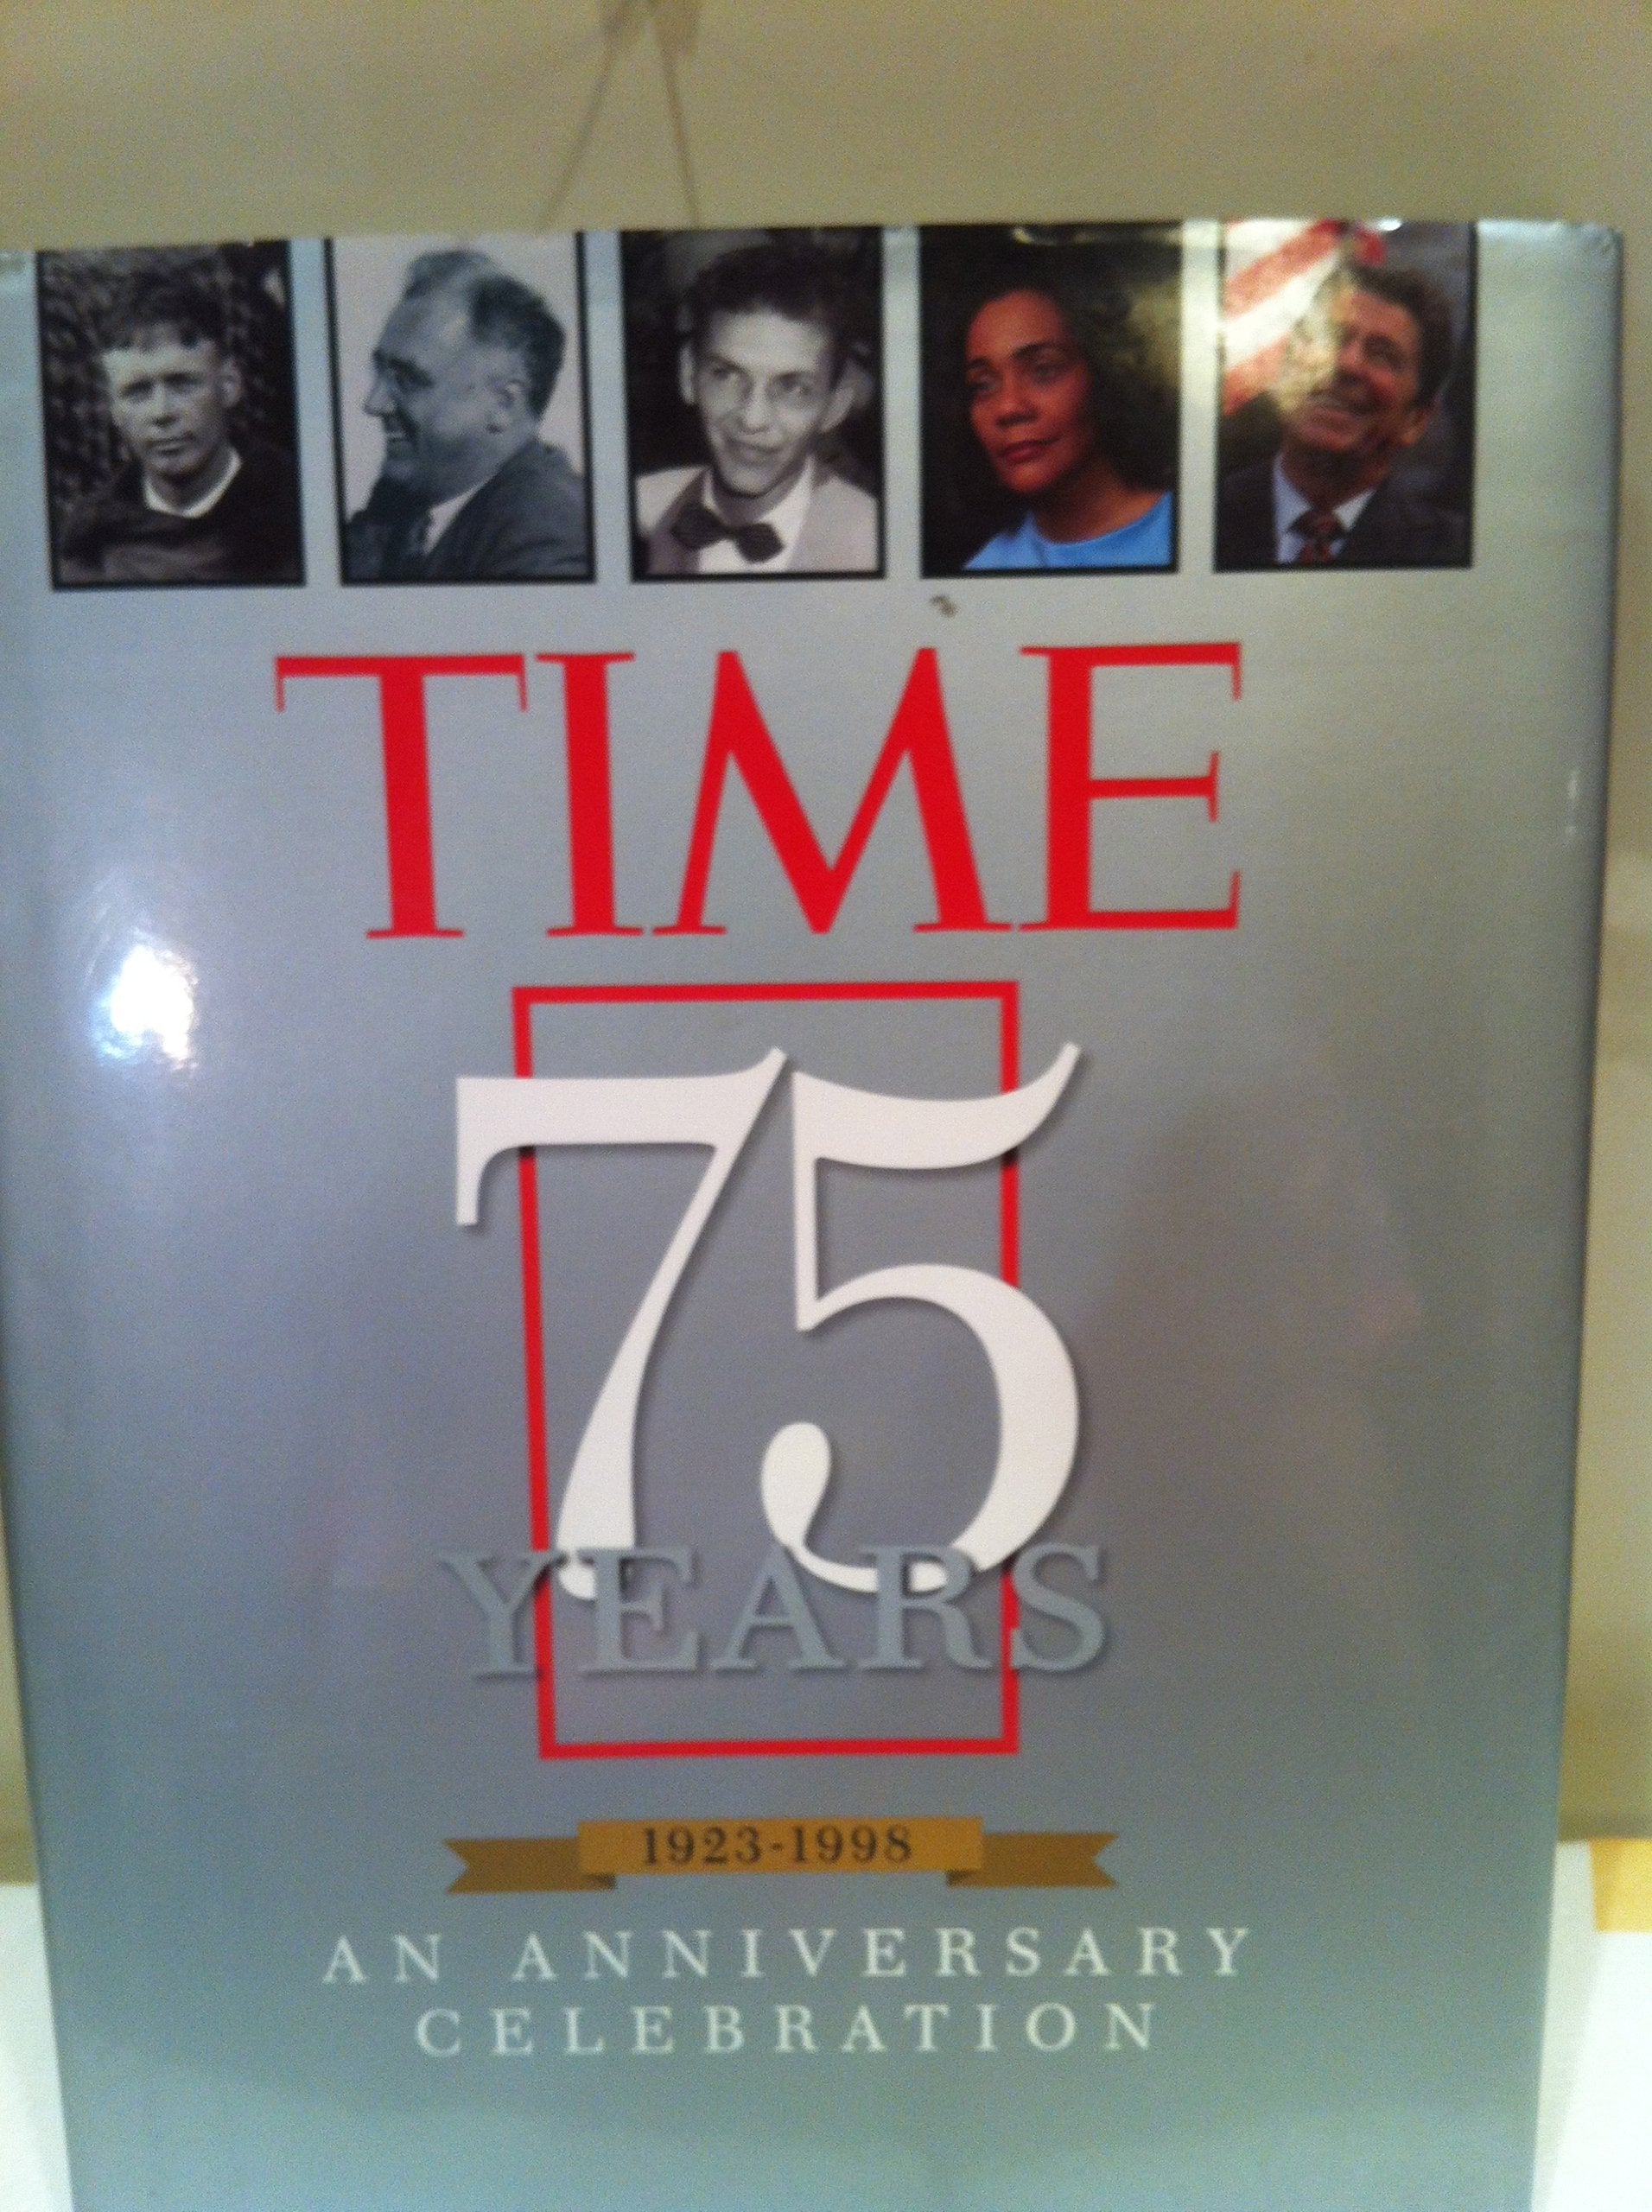 TIME
75
YEARS
1923-1998
AN ANNIVERSARY
CELEBRATION